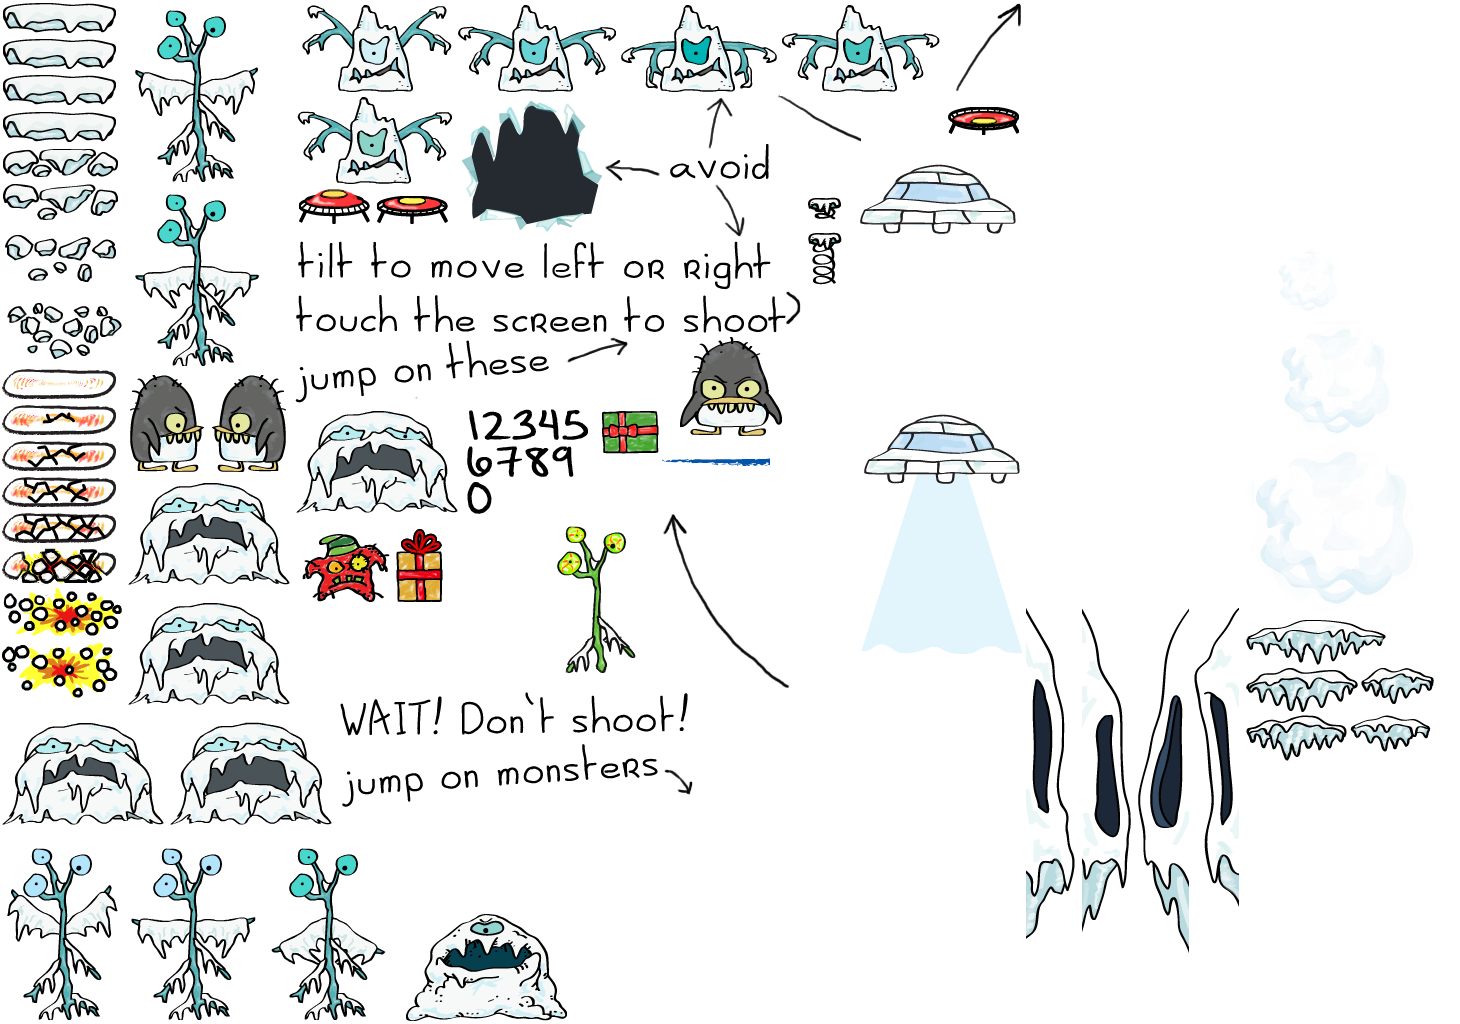 avoid
tilt to move left or right
touch the screen to shoot
jump on these
12345
6789
0
WAIT! Don't shoot!
jump on monsters